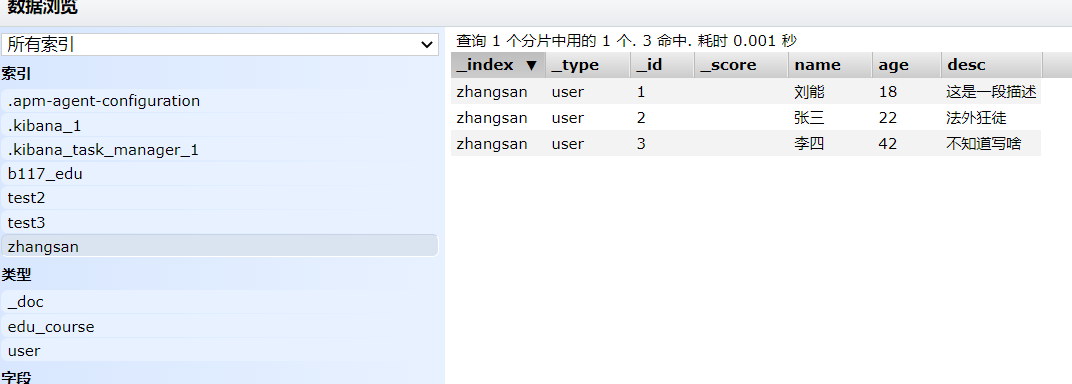 数据浏览
所有索引
索引
.apm-agent-configuration
.kibana_1
.kibana_task_manager_1
b117_edu
test2
test3
zhangsan
类型
_doc
edu_course
user
字段
查询 1 个分片中用的 1 个. 3 命中. 耗时 0.001 秒
_index ▼ _type _id _score name age desc
zhangsan user 1 刘能 18 这是一段描述
zhangsan user 2 张三 22 法外狂徒
zhangsan user 3 李四 42 不知道写啥